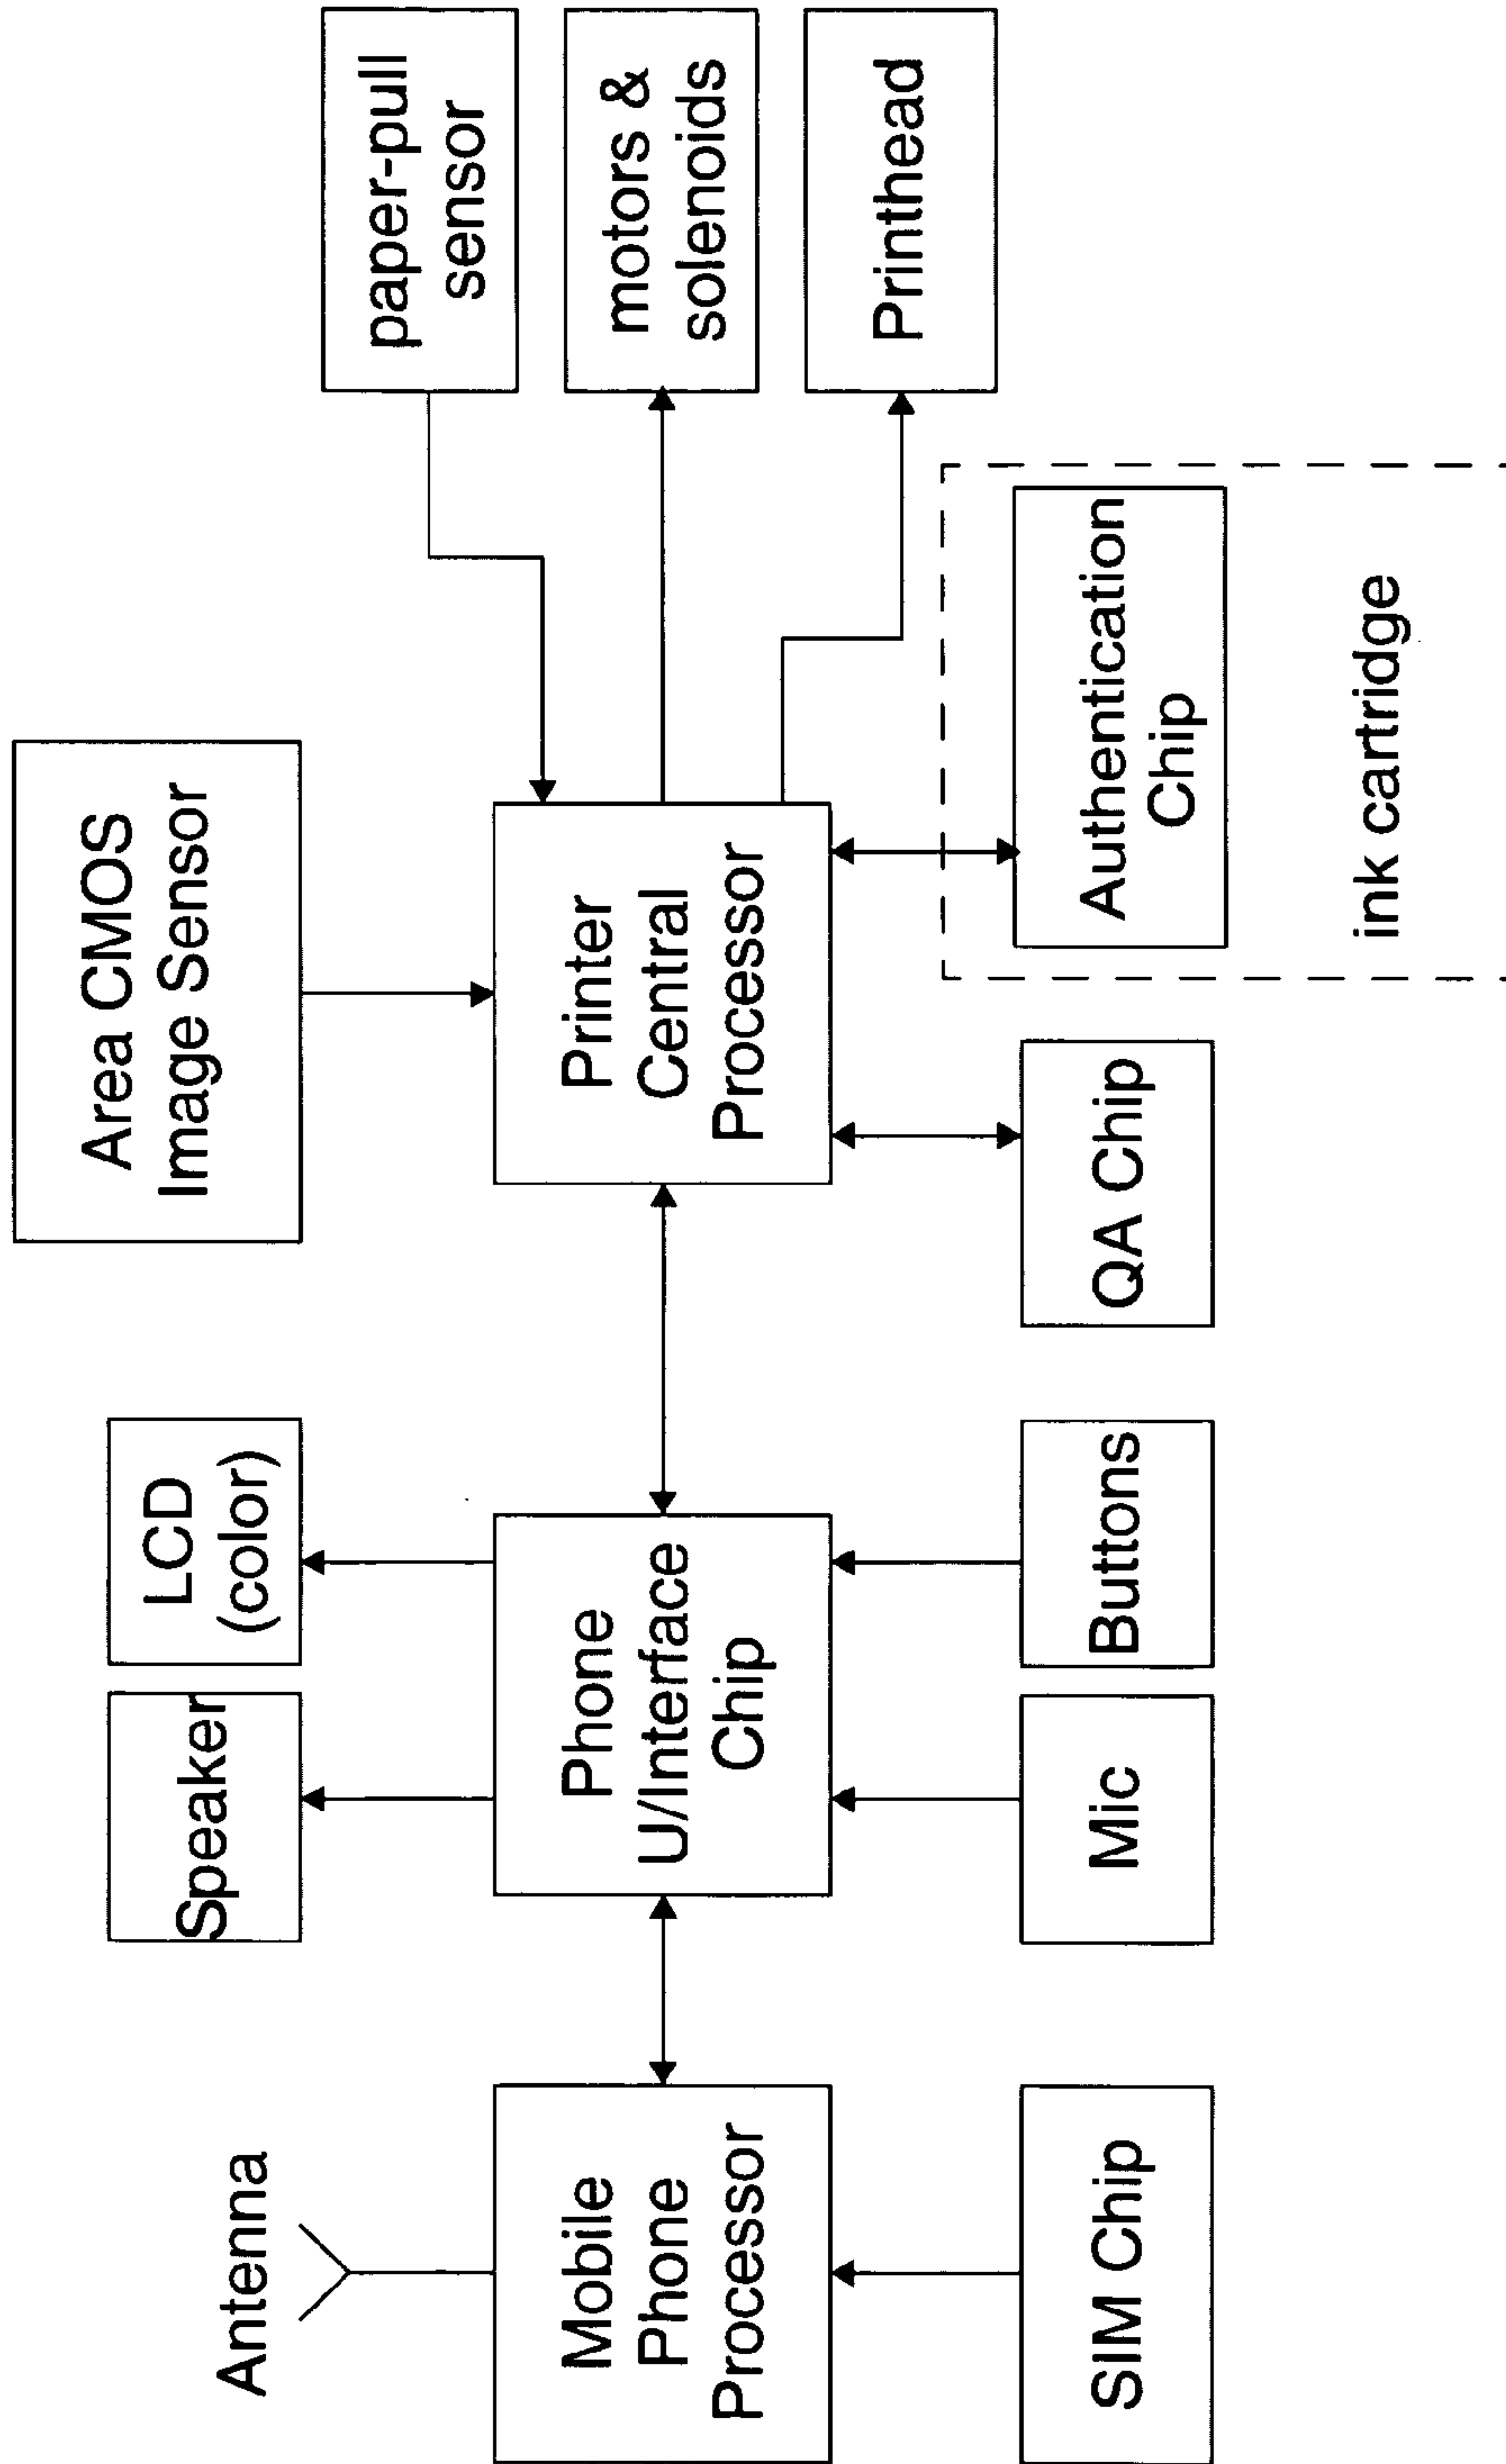 Antenna
Mobile
Phone
Processor
SIM Chip
Speaker
LCD
(color)
Phone
U/Interface
Chip
Mic
Buttons
Area CMOS
Image Sensor
Printer
Central
Processor
QA Chip
Authentication
Chip
ink cartridge
paper-pull
sensor
motors &
solenoids
Printhead